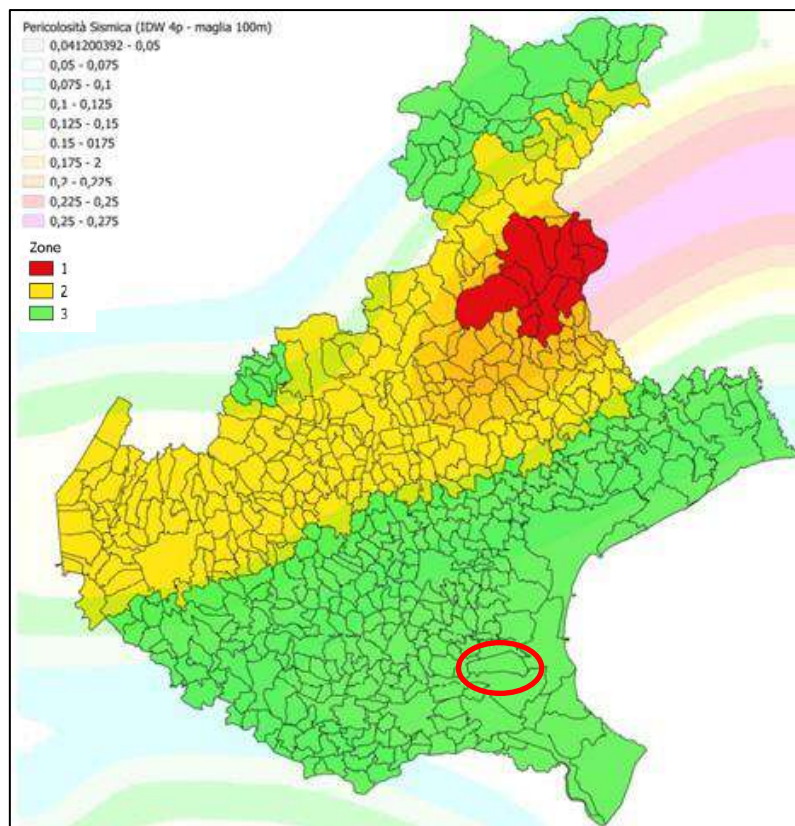 Pericolosità Sismica (IDW 4p - maglia 100m)
0,041200392 - 0,05
0,05 - 0,075
0,075 - 0,1
0,1 - 0,125
0,125 - 0,15
0.15 - 0175
0,175 - 2
0,2 - 0,225
0,225 - 0,25
0,25 - 0,275
Zone
1
2
3